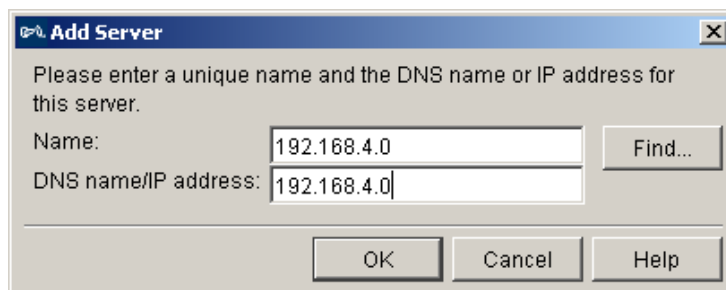 Add Server
Please enter a unique name and the DNS name or IP address for
this server.
Name: 192.168.4.0 Find...
DNS name/IP address: 192.168.4.0
OK Cancel Help